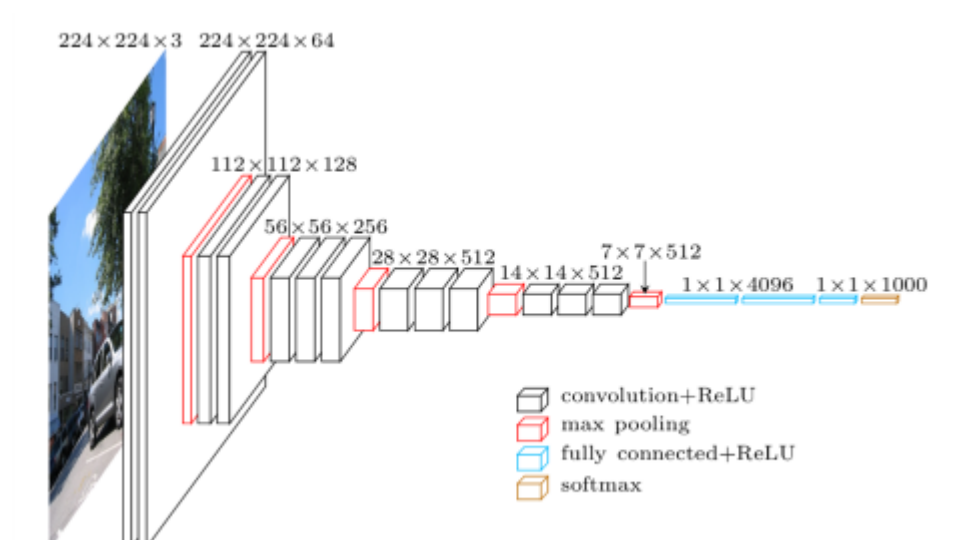 224×224×3
224×224×64
112×112×128
56×56×256
28×28×512
14×14×512
7×7×512
1×1×4096
1×1×1000
convolution+ReLU
max pooling
fully connected+ReLU
softmax